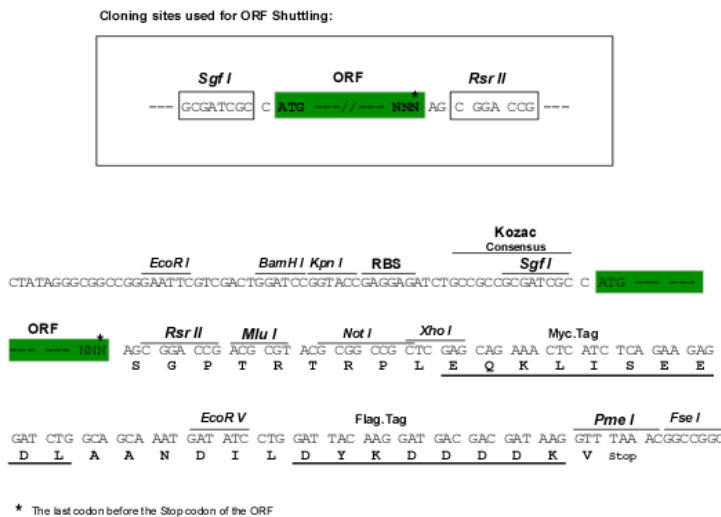 Cloning sites used for ORF Shuttling:
Sgf I ORF Rsr II
*
--- GCGATCGC C ATG ---//--- NNN AG C GGA CCG ---
Kozac
Consensus
EcoR I BamH I Kpn I RBS Sgf I
CTATAGGGCGGCCGGGAATTCGTCGACTGGATCCGGTACCGAGGAGATCTGCCGCCGCGATCGC C ATG --- ---
ORF * Rsr II Mlu I Not I Xho I Myc.Tag
--- --- NNN AGC GGA CCG ACG CGT ACG CGG CCG CTC GAG CAG AAA CTC ATC TCA GAA GAG
S G P T R T R P L E Q K L I S E E
EcoR V Flag.Tag Pme I Fse I
GAT CTG GCA GCA AAT GAT ATC CTG GAT TAC AAG GAT GAC GAC GAT AAG GTT TAA ACGGCCGGC
D L A A N D I L D Y K D D D D K V Stop
* The last codon before the Stop codon of the ORF